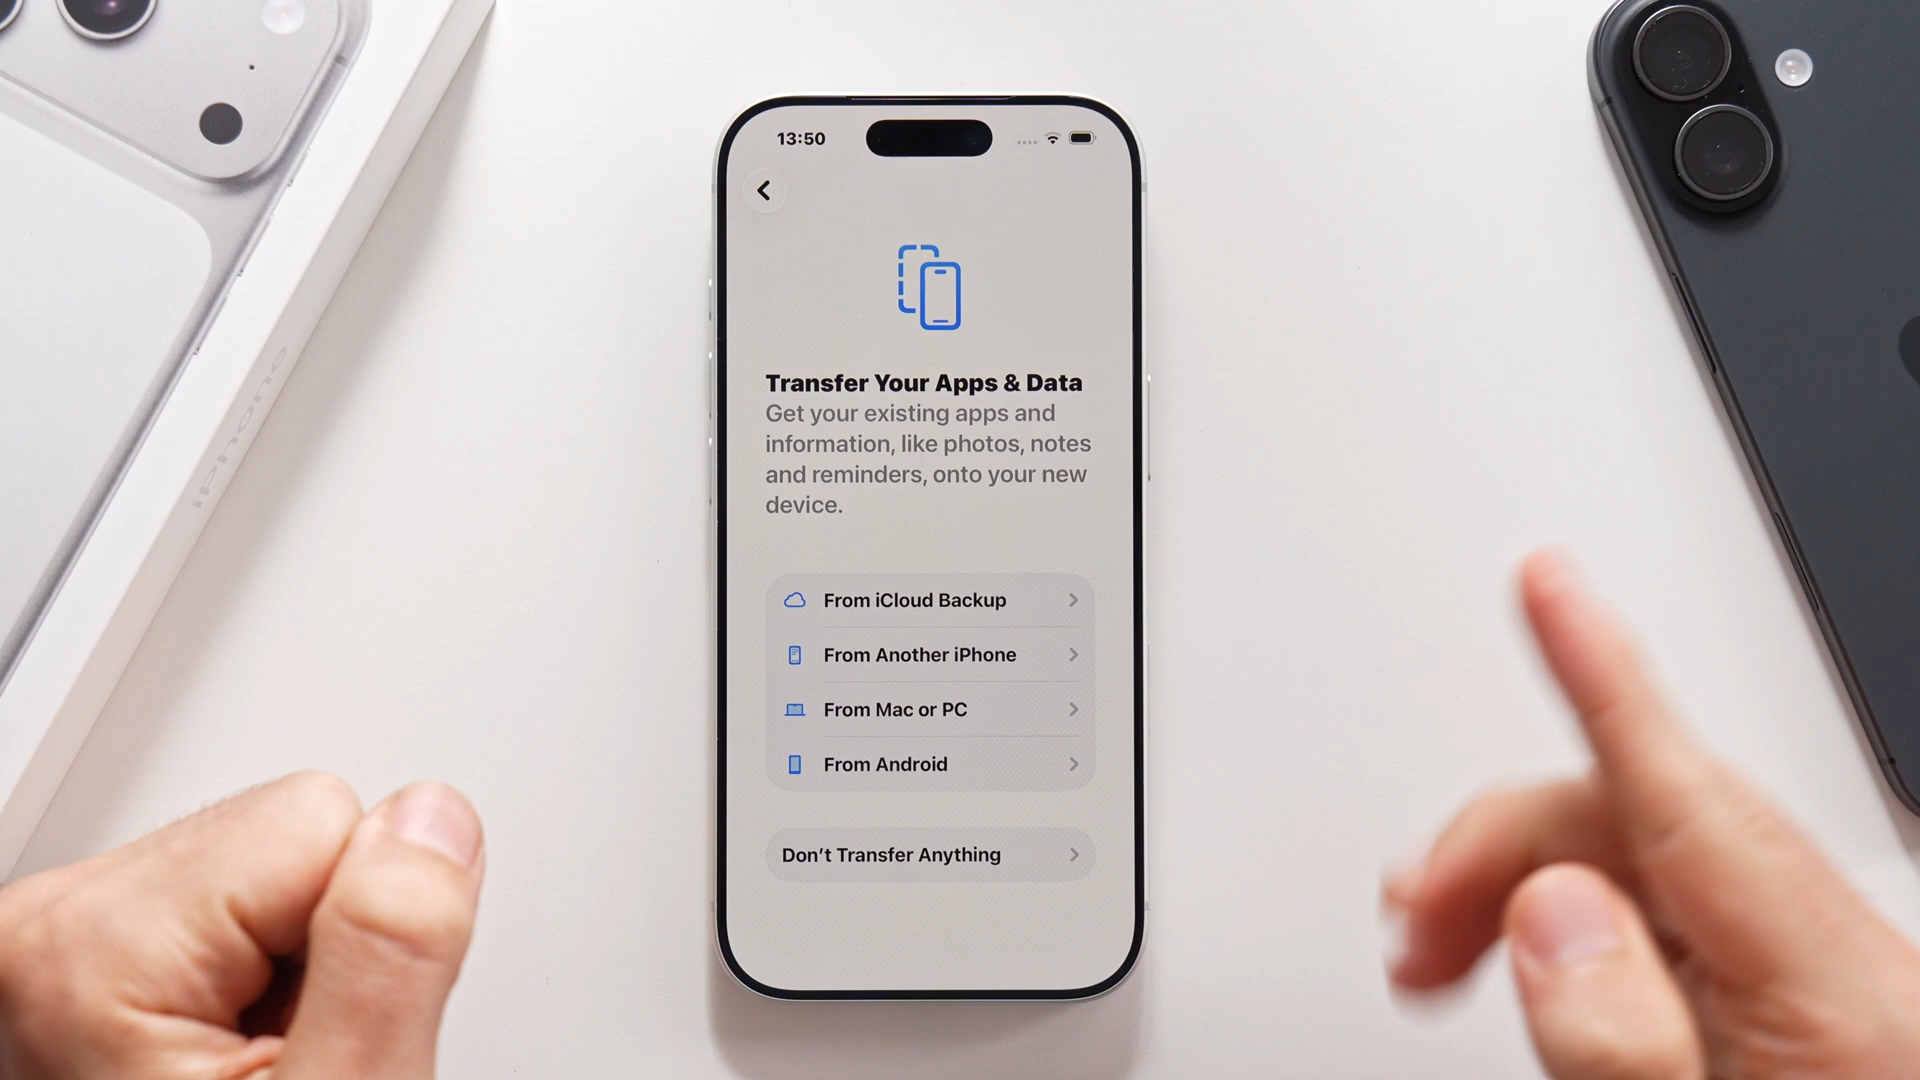 iPhone
13:50
Transfer Your Apps & Data
Get your existing apps and
information, like photos, notes
and reminders, onto your new
device.
From iCloud Backup
From Another iPhone
From Mac or PC
From Android
Don’t Transfer Anything